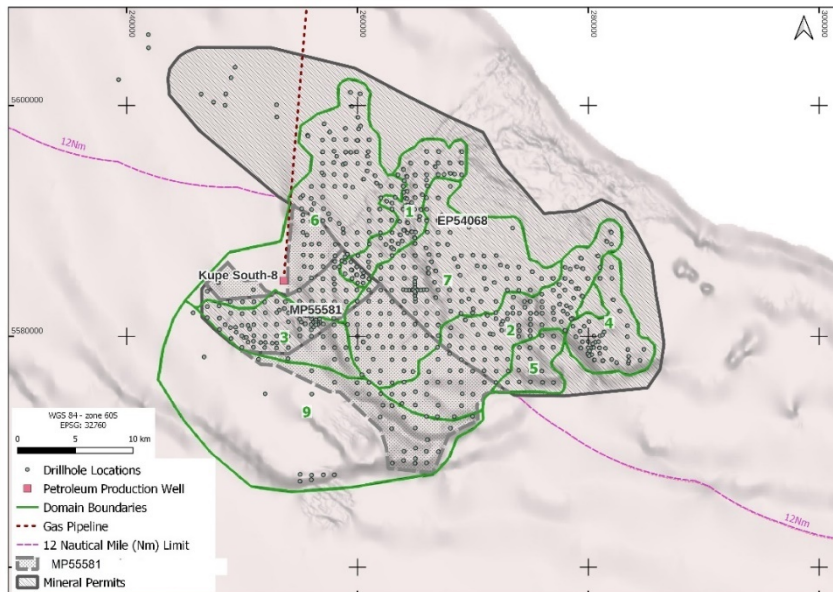 240000
260000
280000
300000
5600000
12Nm
1
EP54068
6
Kupe South-8
7
MP55581
5580000
3
2
4
5
9
WGS 84 - zone 60S
EPSG: 32760
0 5 10 km
Drillhole Locations
Petroleum Production Well
Domain Boundaries
Gas Pipeline
12 Nautical Mile (Nm) Limit
MP55581
Mineral Permits
12Nm